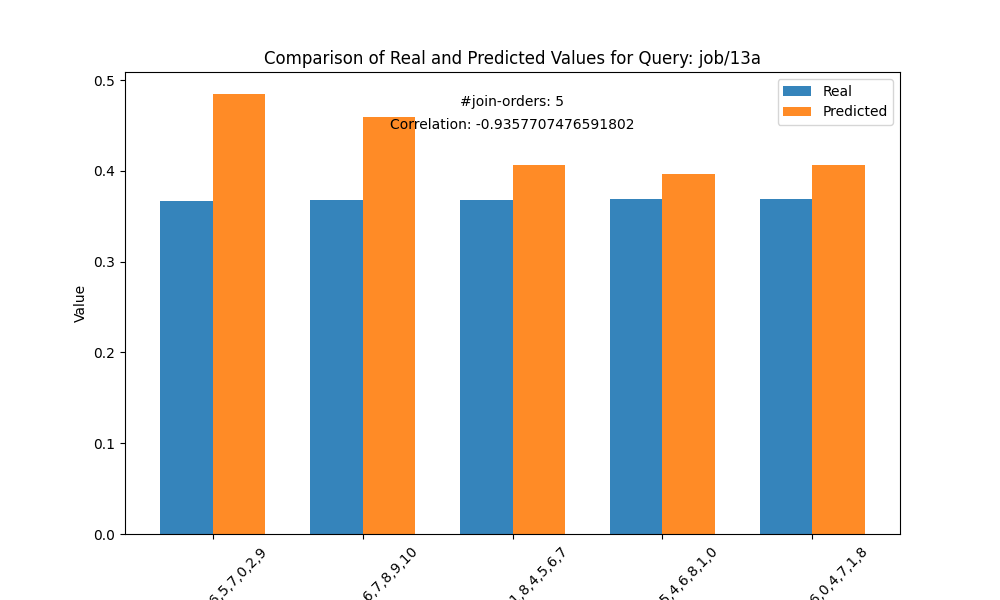 Comparison of Real and Predicted Values for Query: job/13a
#join-orders: 5
Correlation: -0.9357707476591802
Real
Predicted
Value
0.5
0.4
0.3
0.2
0.1
0.0
6,5,7,0,2,9
6,7,8,9,10
1,8,4,5,6,7
5,4,6,8,1,0
6,0,4,7,1,8